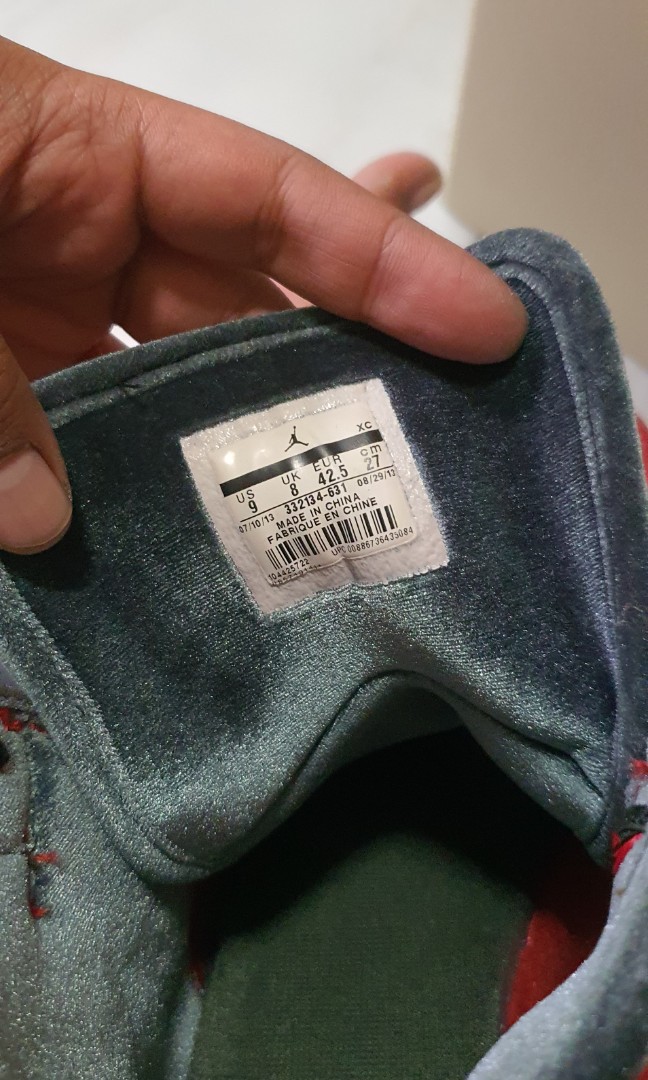 XC
US UK EUR cm
9 8 42.5 27
07/10/13 332134-631 08/29/13
MADE IN CHINA
FABRIQUE EN CHINE
104425722 UPC 00886736435084